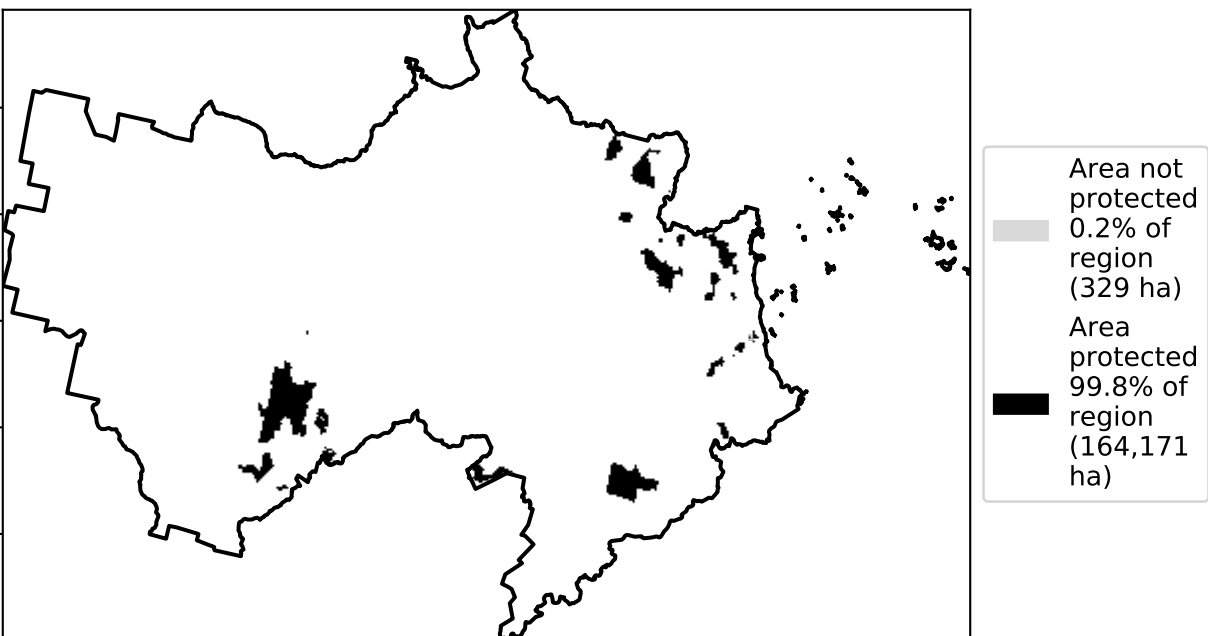 Area not
protected
0.2% of
region
(329 ha)
Area
protected
99.8% of
region
(164,171
ha)